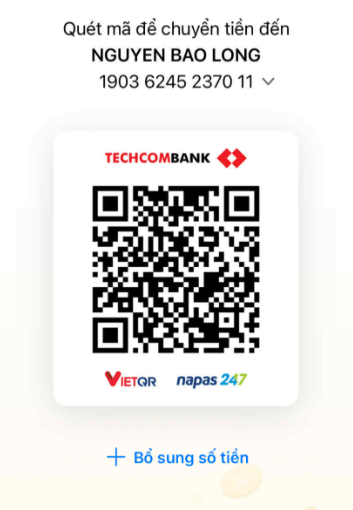 Quét mã để chuyển tiền đến
NGUYEN BAO LONG
1903 6245 2370 11
TECHCOMBANK
VIETQR napas 247
Bổ sung số tiền